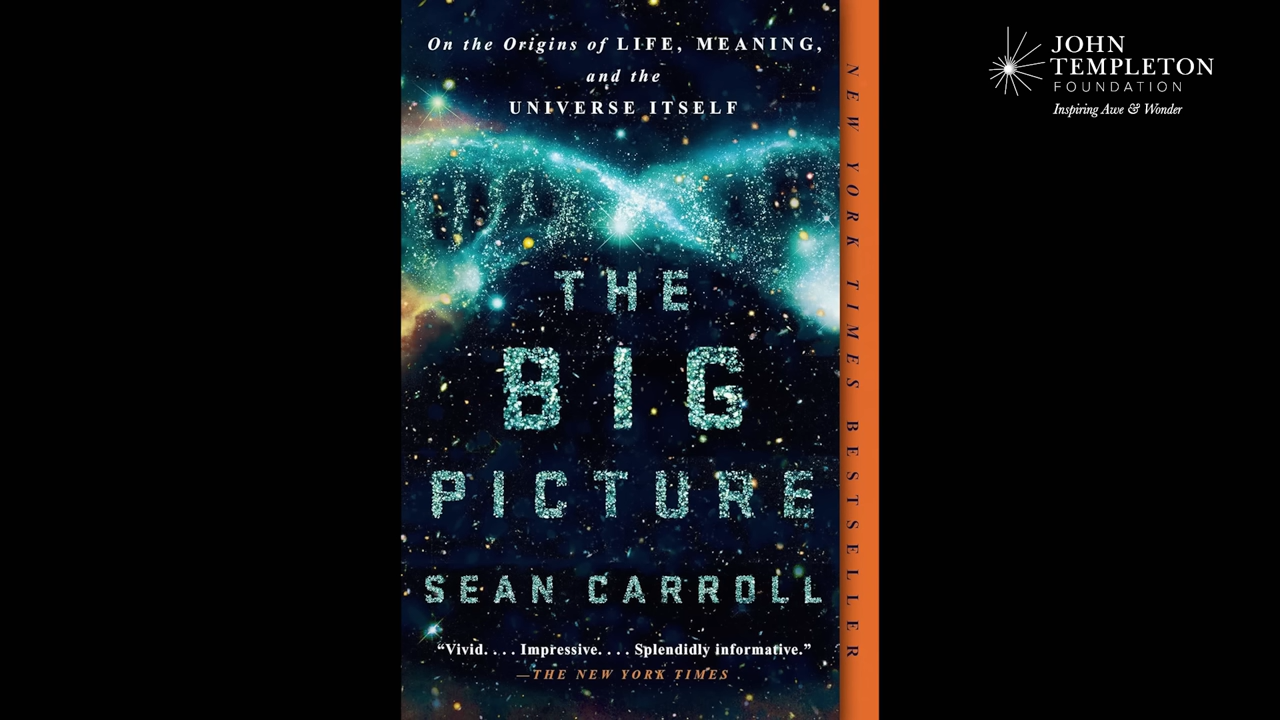 On the Origins of LIFE, MEANING,
and the
UNIVERSE ITSELF
THE
BIG
PICTURE
SEAN CARROLL
“Vivid. . . . Impressive. . . . Splendidly informative.”
—THE NEW YORK TIMES
NEW YORK TIMES BESTSELLER
JOHN
TEMPLETON
FOUNDATION
Inspiring Awe & Wonder